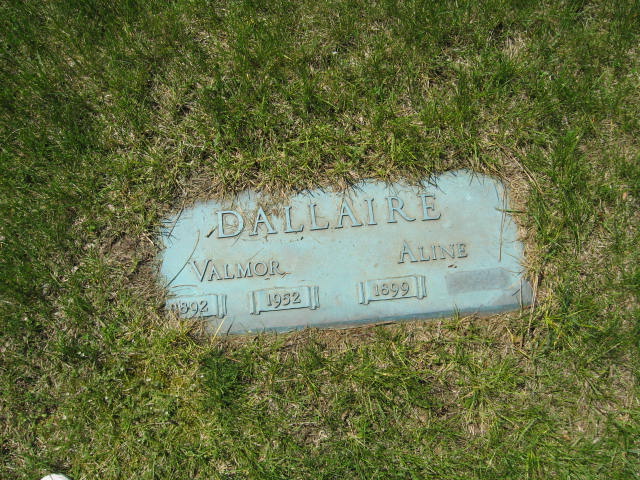 DALLAIRE
VALMOR ALINE
1892 1952 1899